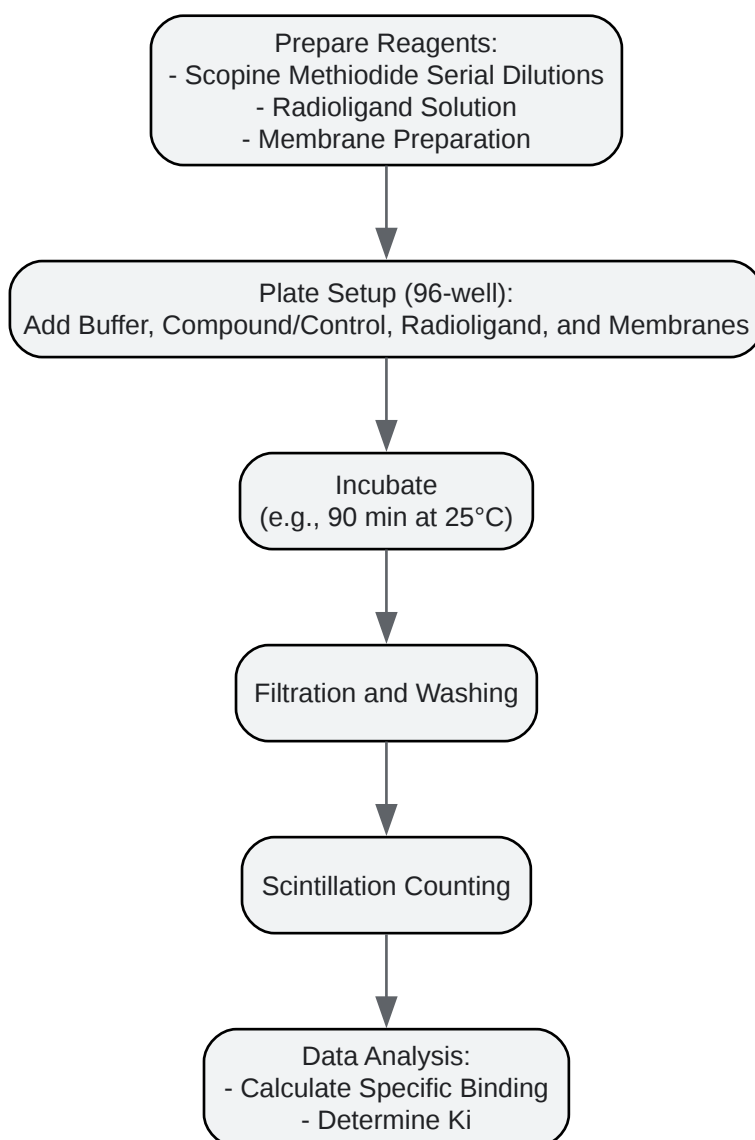 Prepare Reagents:
- Scopine Methiodide Serial Dilutions
- Radioligand Solution
- Membrane Preparation
Plate Setup (96-well):
Add Buffer, Compound/Control, Radioligand, and Membranes
Incubate
(e.g., 90 min at 25°C)
Filtration and Washing
Scintillation Counting
Data Analysis:
- Calculate Specific Binding
- Determine Ki